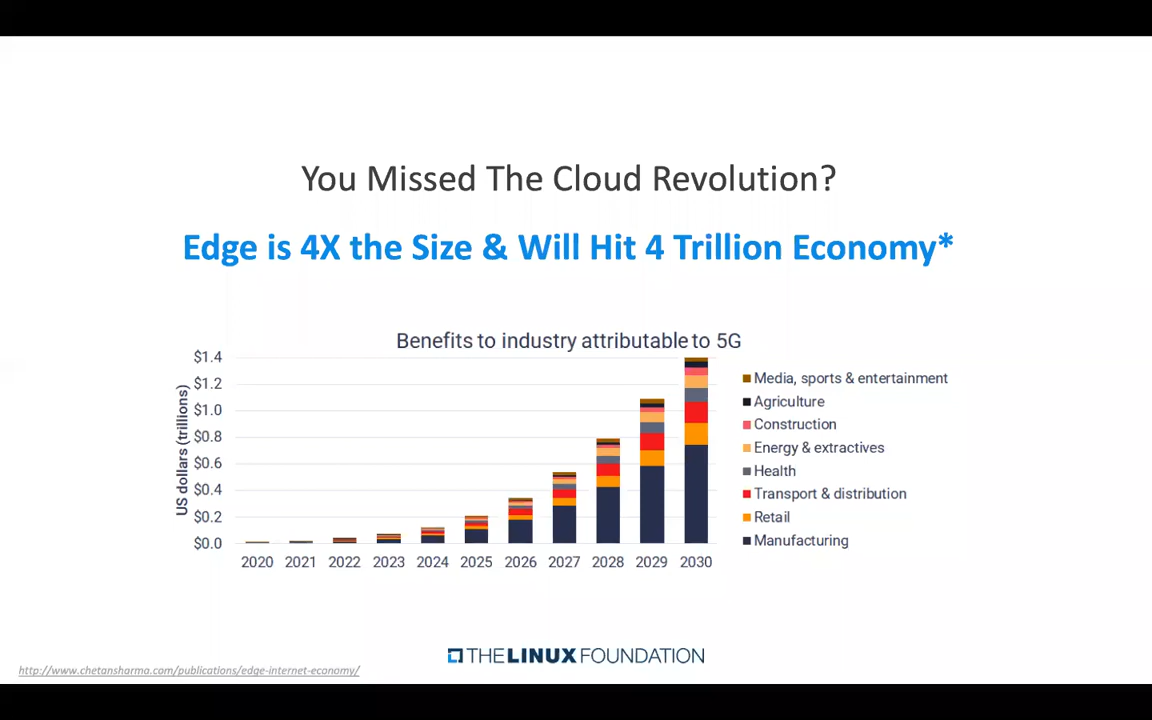 You Missed The Cloud Revolution?
Edge is 4X the Size & Will Hit 4 Trillion Economy*
Benefits to industry attributable to 5G
US dollars (trillions)
$1.4
$1.2
$1.0
$0.8
$0.6
$0.4
$0.2
$0.0
2020 2021 2022 2023 2024 2025 2026 2027 2028 2029 2030
Media, sports & entertainment
Agriculture
Construction
Energy & extractives
Health
Transport & distribution
Retail
Manufacturing
THE LINUX FOUNDATION
http://www.chetansharma.com/publications/edge-internet-economy/